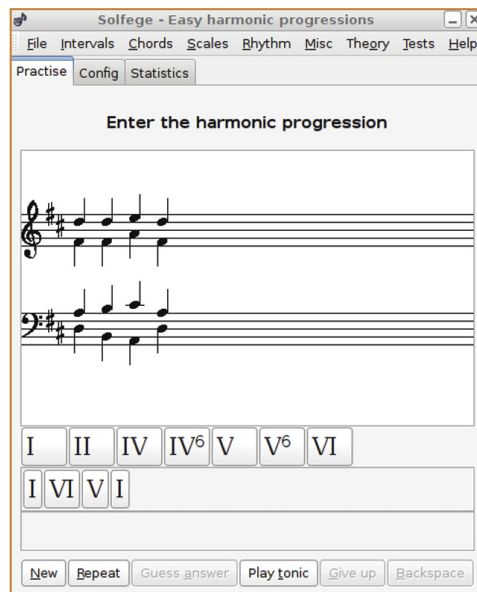 Solfege - Easy harmonic progressions
File Intervals Chords Scales Rhythm Misc Theory Tests Help
Practise Config Statistics
Enter the harmonic progression
I II IV IV6 V V6 VI
I VI V I
New Repeat Guess answer Play tonic Give up Backspace